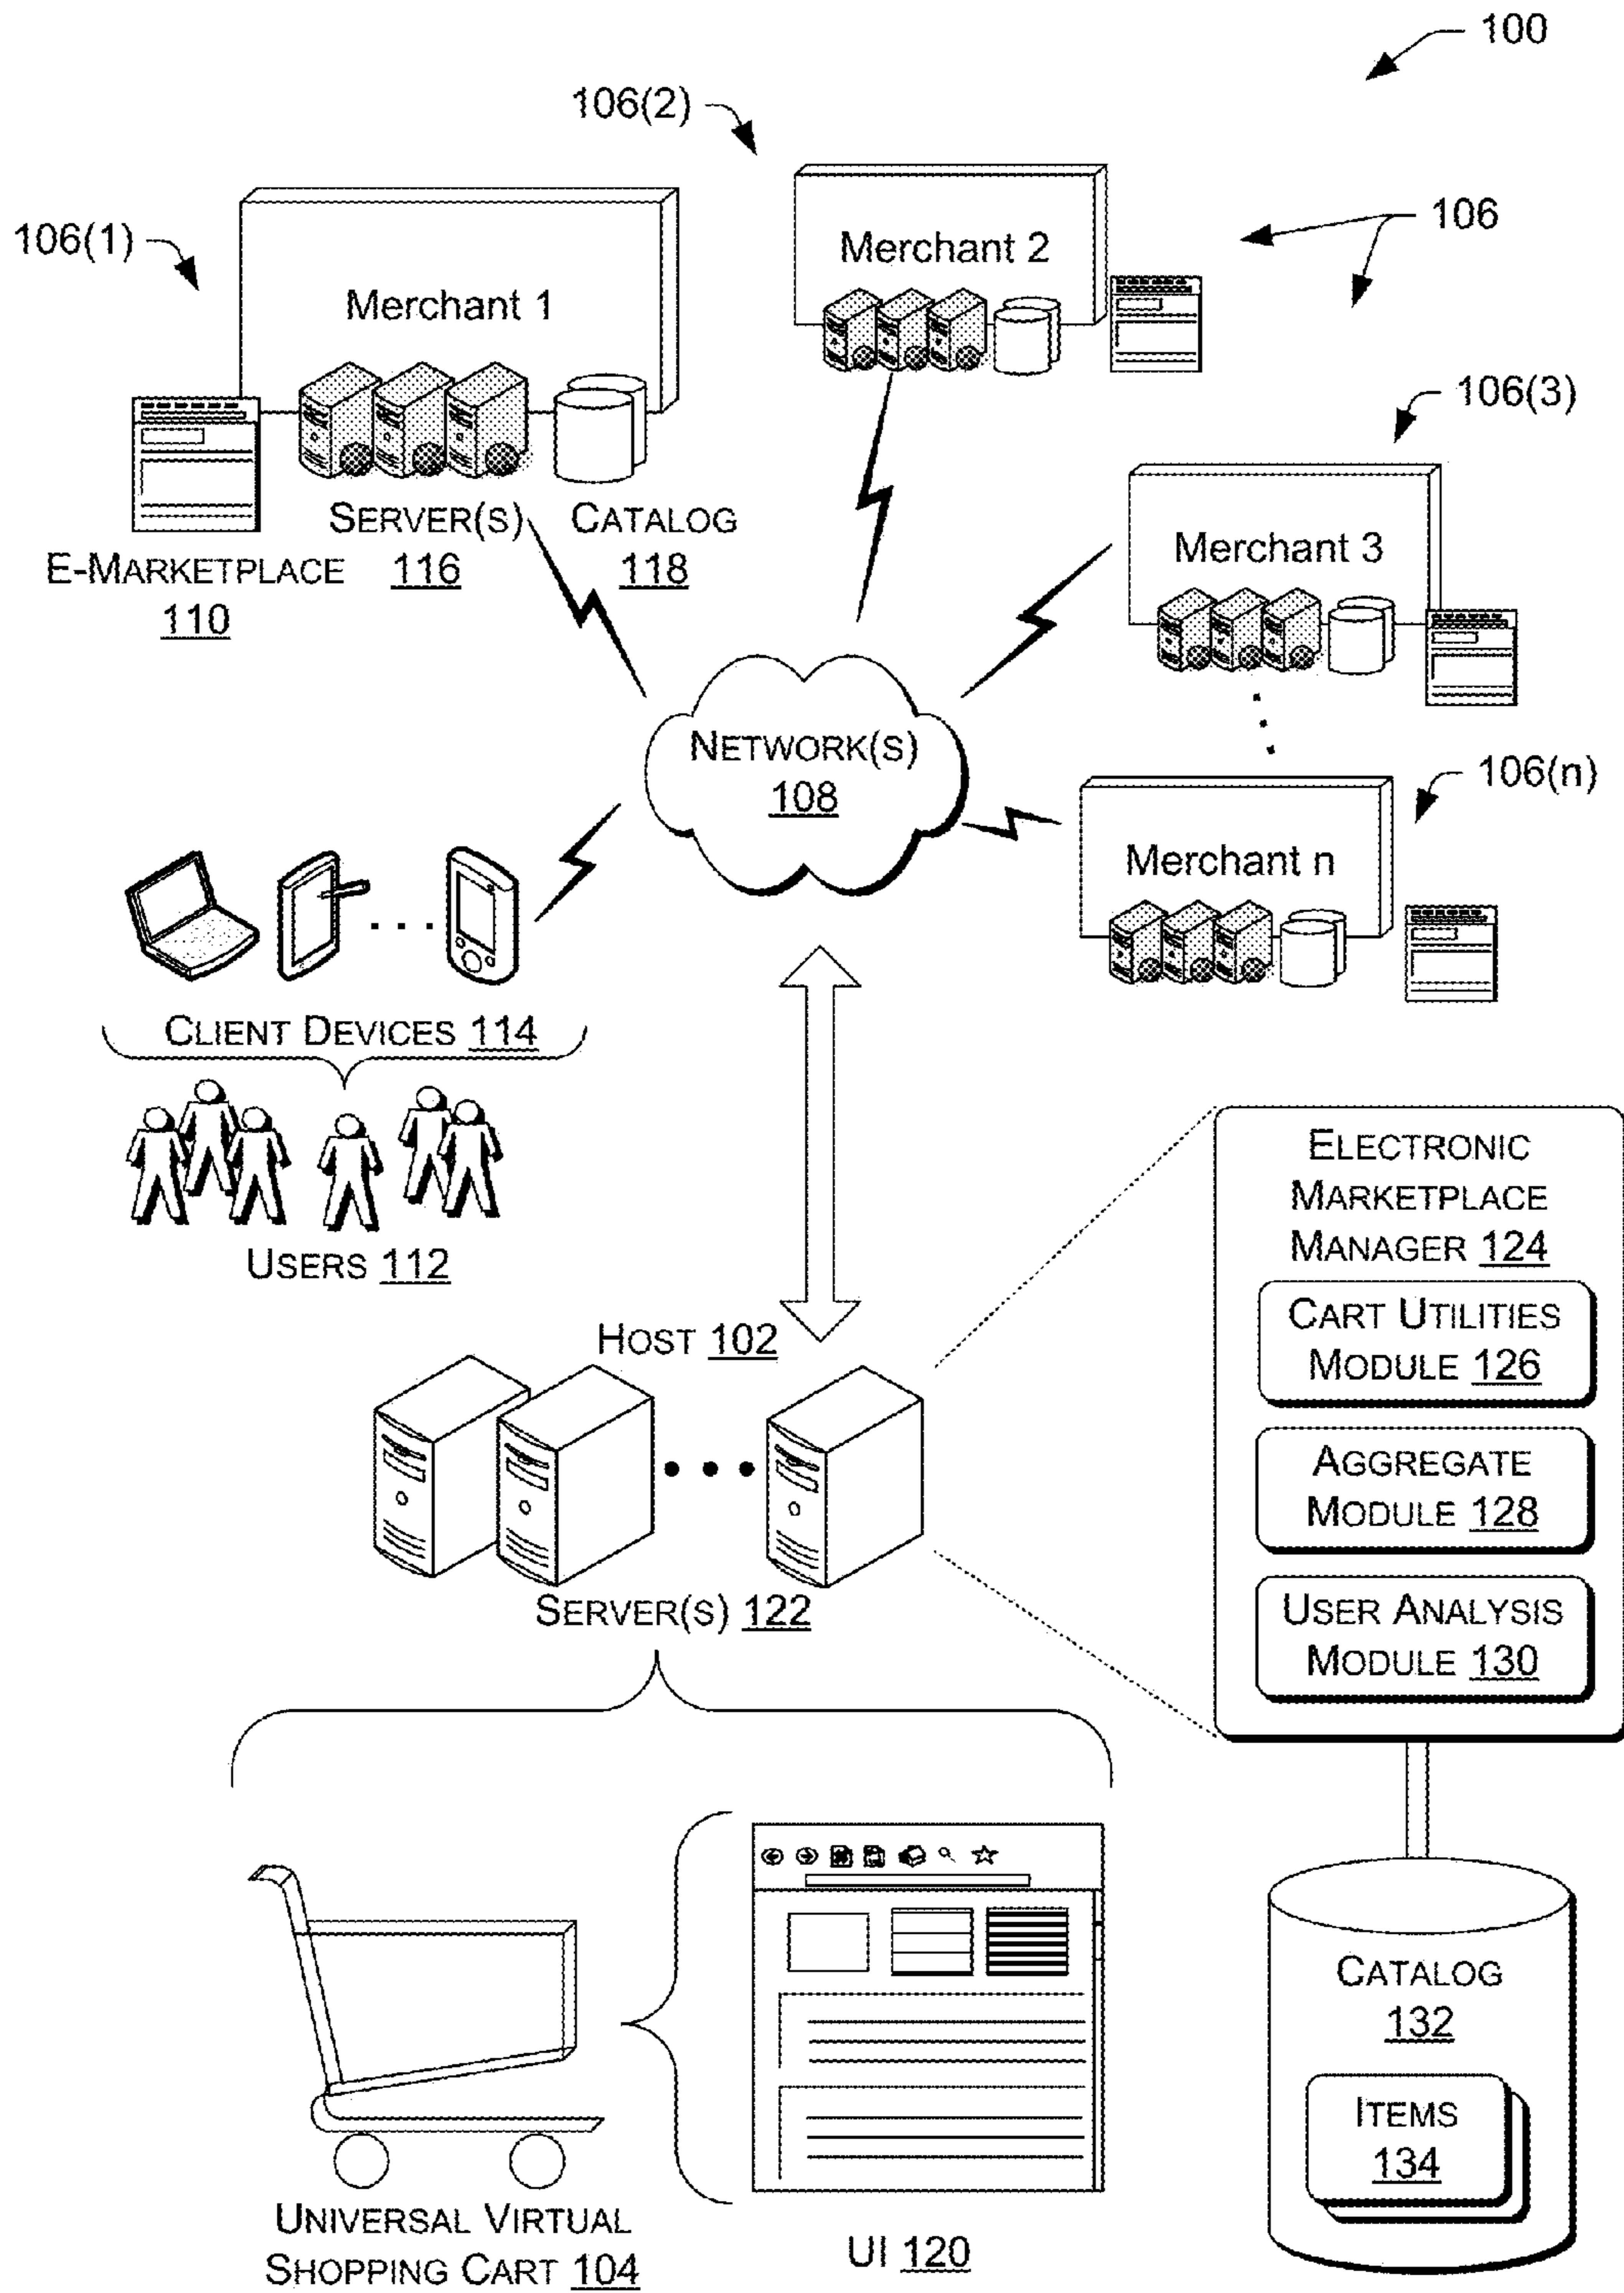 100
106(2)
106
106(1)
Merchant 2
Merchant 1
106(3)
SERVER(S)
116
CATALOG
118
E-MARKETPLACE
110
Merchant 3
NETWORK(S)
108
106(n)
Merchant n
CLIENT DEVICES 114
USERS 112
ELECTRONIC
MARKETPLACE
MANAGER 124
CART UTILITIES
MODULE 126
AGGREGATE
MODULE 128
USER ANALYSIS
MODULE 130
HOST 102
SERVER(S) 122
CATALOG
132
ITEMS
134
UNIVERSAL VIRTUAL
SHOPPING CART 104
UI 120